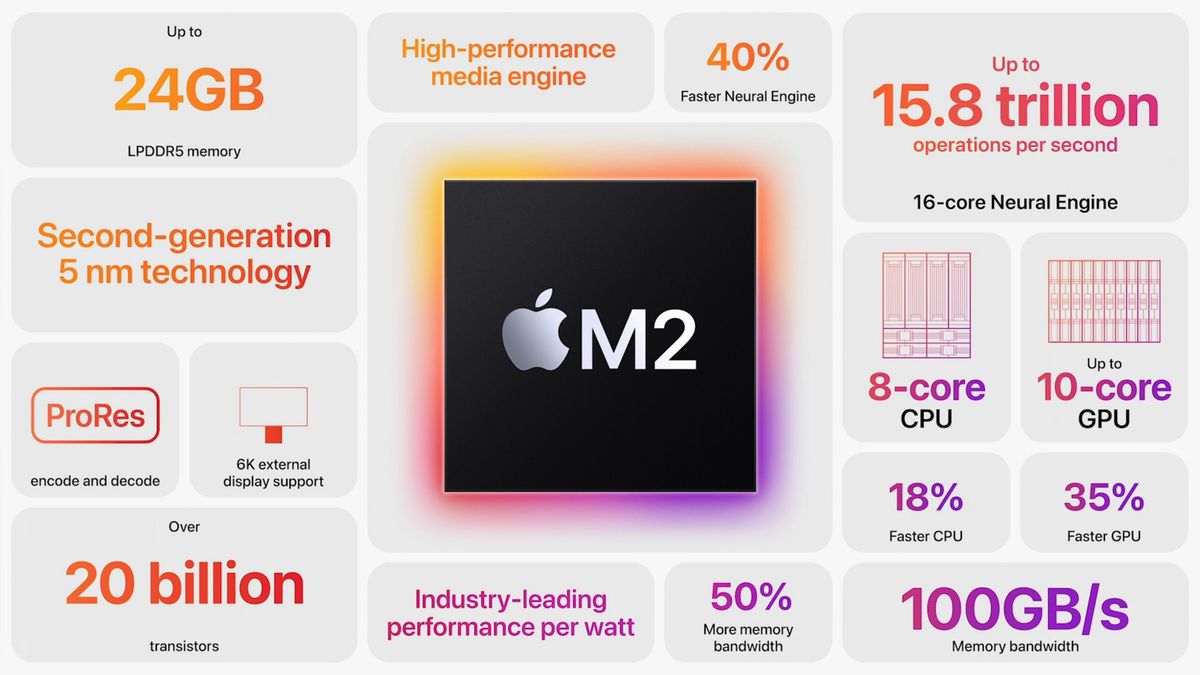 Up to
24GB
LPDDR5 memory
Second-generation
5 nm technology
ProRes
encode and decode
6K external
display support
Over
20 billion
transistors
High-performance
media engine
40%
Faster Neural Engine
M2
Industry-leading
performance per watt
50%
More memory
bandwidth
Up to
15.8 trillion
operations per second
16-core Neural Engine
8-core
CPU
Up to
10-core
GPU
18%
Faster CPU
35%
Faster GPU
100GB/s
Memory bandwidth